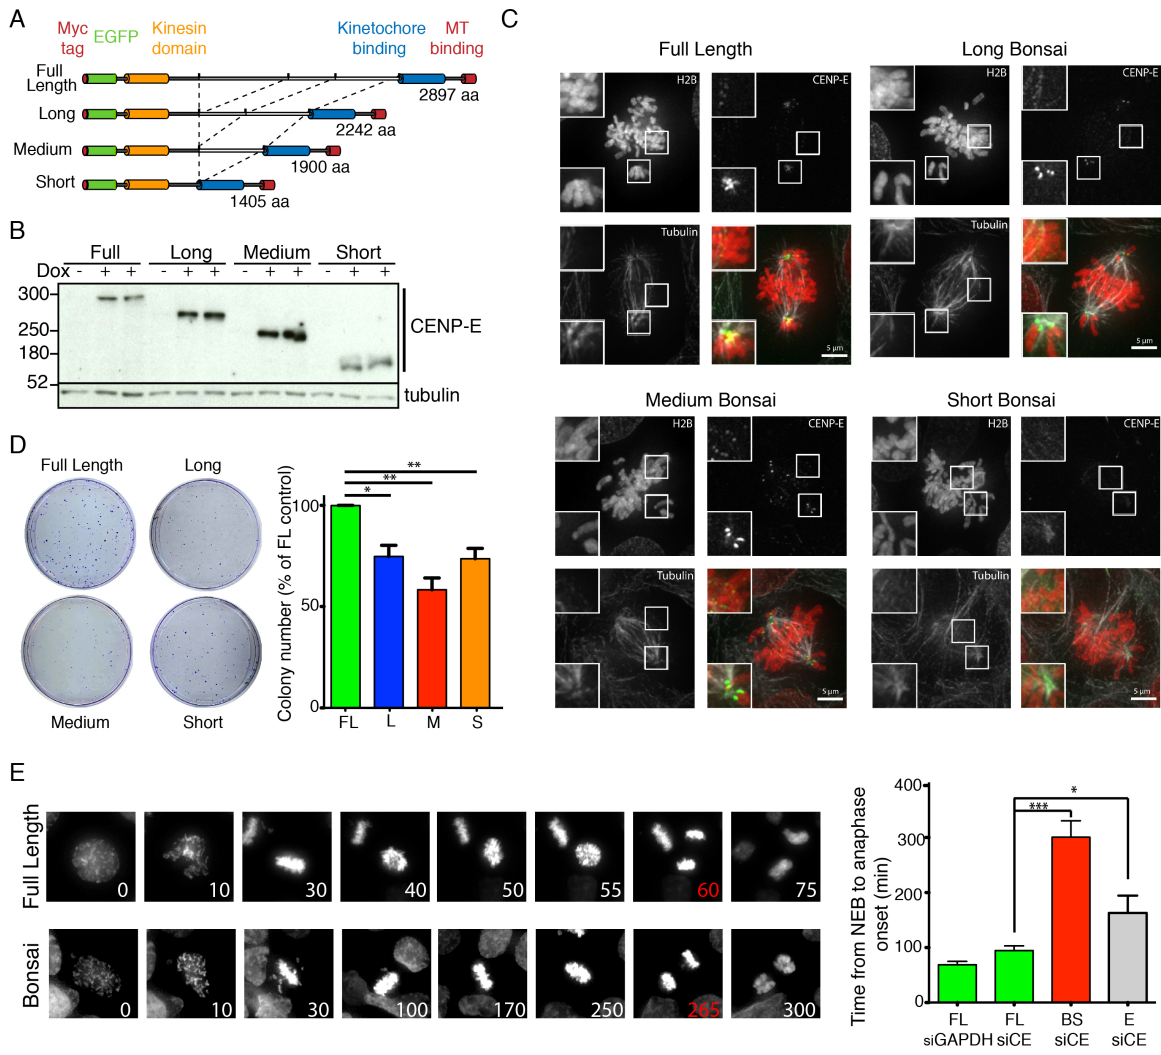 A
Myc tag
EGFP
Kinesin domain
Kinetochore binding
MT binding
Full Length
2897 aa
Long
2242 aa
Medium
1900 aa
Short
1405 aa
B
Full Long Medium Short
Dox - + + - + + - + + - + +
300
250
180
52
CENP-E
tubulin
C
Full Length
H2B
CENP-E
Tubulin
5 µm
Long Bonsai
H2B
CENP-E
Tubulin
5 µm
Medium Bonsai
H2B
CENP-E
Tubulin
5 µm
Short Bonsai
H2B
CENP-E
Tubulin
5 µm
D
Full Length
Long
Medium
Short
Colony number (% of FL control)
100
50
0
**
**
*
FL L M S
E
Full Length
0 10 30 40 50 55 60 75
Bonsai
0 10 30 100 170 250 265 300
Time from NEB to anaphase
onset (min)
400
300
200
100
0
*
***
FL FL BS E
siGAPDH siCE siCE siCE